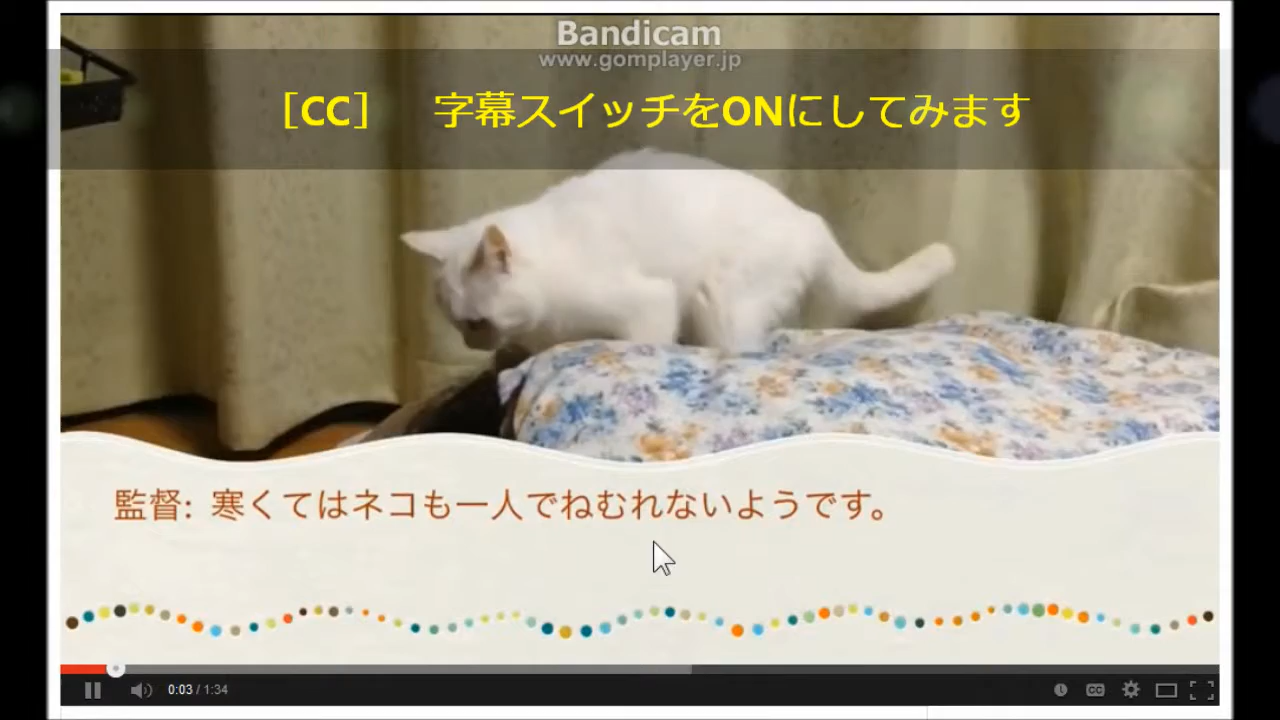 Bandicam
www.gomplayer.jp
［CC］　字幕スイッチをONにしてみます
監督: 寒くてはネコも一人でねむれないようです。
0:03 / 1:34
CC